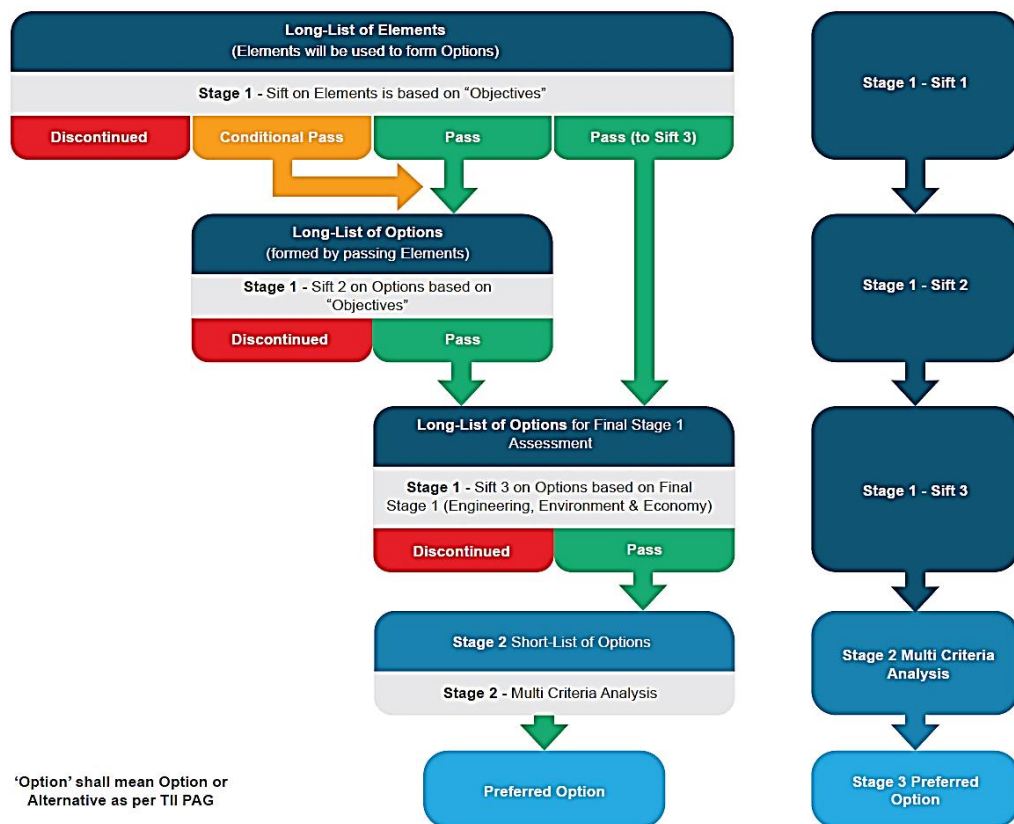 Long-List of Elements
(Elements will be used to form Options)
Stage 1 - Sift on Elements is based on “Objectives”
Discontinued
Conditional Pass
Pass
Pass (to Sift 3)
Long-List of Options
(formed by passing Elements)
Stage 1 - Sift 2 on Options based on
“Objectives”
Discontinued
Pass
Long-List of Options for Final Stage 1
Assessment
Stage 1 - Sift 3 on Options based on Final
Stage 1 (Engineering, Environment & Economy)
Discontinued
Pass
Stage 2 Short-List of Options
Stage 2 - Multi Criteria Analysis
Preferred Option
'Option' shall mean Option or
Alternative as per TII PAG
Stage 1 - Sift 1
Stage 1 - Sift 2
Stage 1 - Sift 3
Stage 2 Multi Criteria
Analysis
Stage 3 Preferred
Option